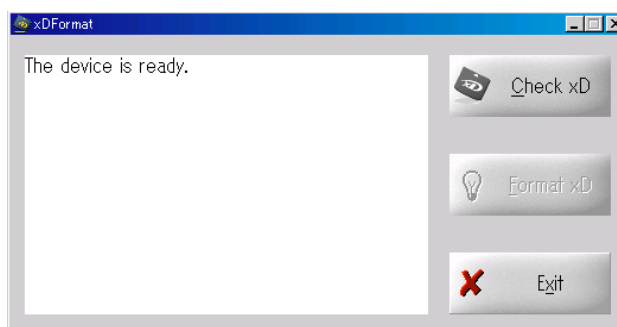 xDFormat
The device is ready.
Check xD
Format xD
Exit